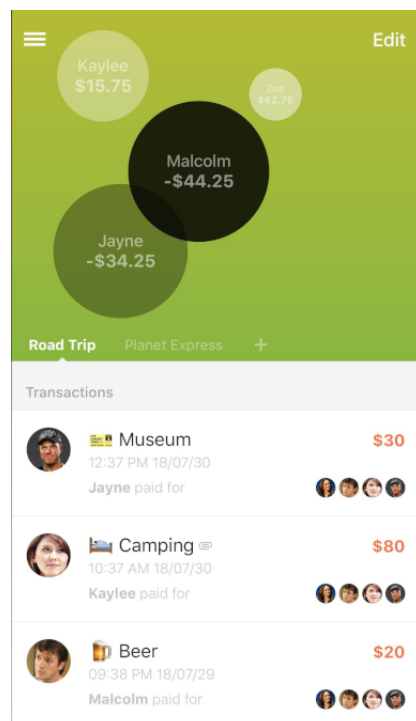 Edit
Kaylee
$15.75
Zoe
$62.75
Malcolm
-$44.25
Jayne
-$34.25
Road Trip Planet Express +
Transactions
Museum $30
12:37 PM 18/07/30
Jayne paid for
Camping $80
10:37 AM 18/07/30
Kaylee paid for
Beer $20
09:38 PM 18/07/29
Malcolm paid for